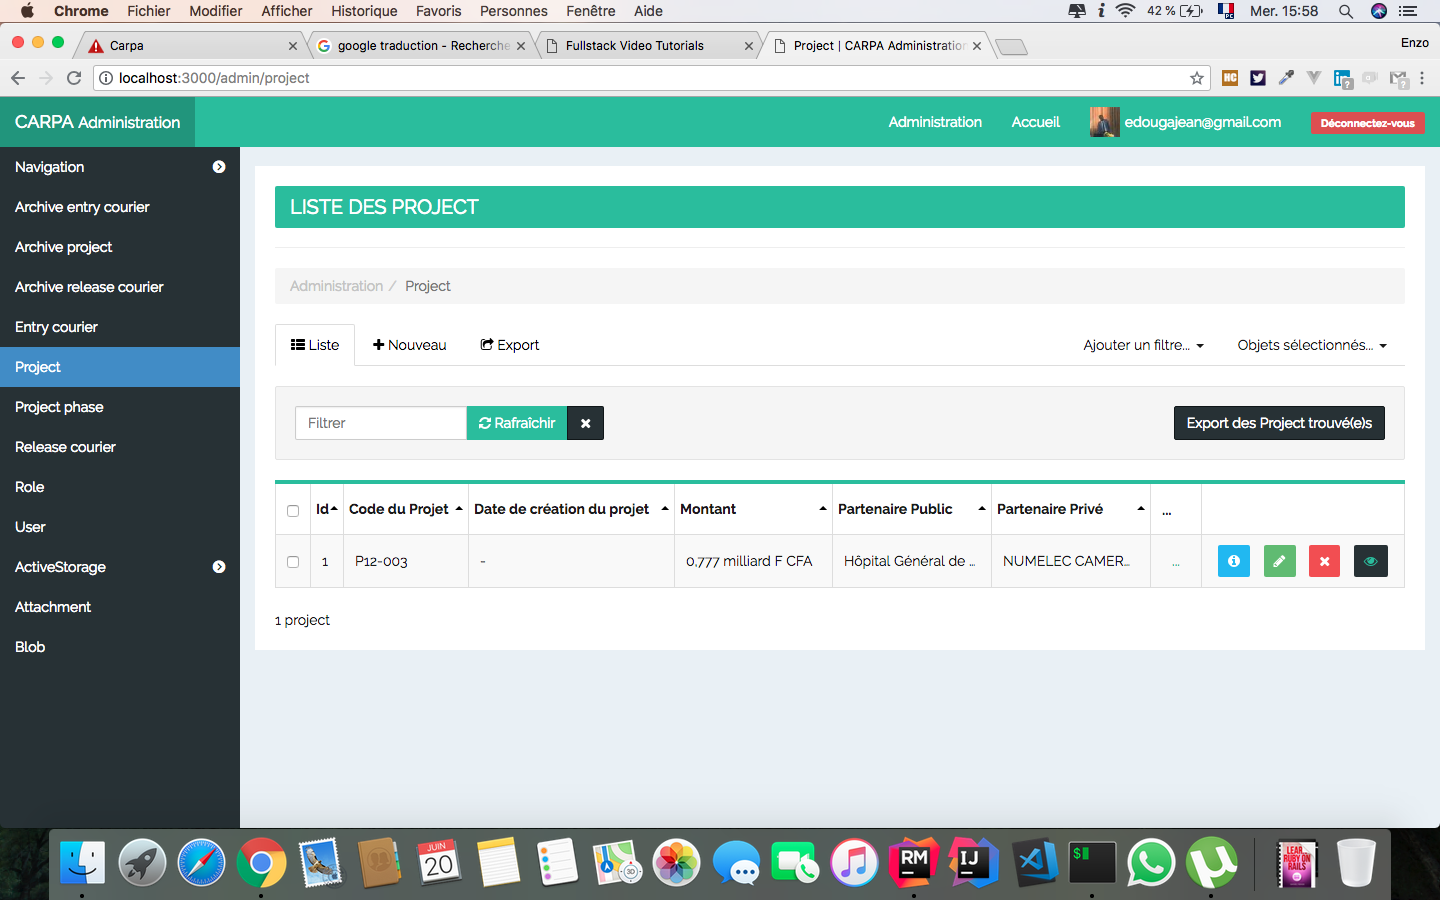 Chrome Fichier Modifier Afficher Historique Favoris Personnes Fenêtre Aide 42 % Mer. 15:58
Carpa google traduction - Recherche Fullstack Video Tutorials Project | CARPA Administration Enzo
localhost:3000/admin/project
CARPA Administration Administration Accueil edougajean@gmail.com Déconnectez-vous
Navigation
Archive entry courier
Archive project
Archive release courier
Entry courier
Project
Project phase
Release courier
Role
User
ActiveStorage
Attachment
Blob
LISTE DES PROJECT
Administration / Project
Liste Nouveau Export Ajouter un filtre... Objets sélectionnés...
Filtrer Rafraîchir Export des Project trouvé(e)s
Id Code du Projet Date de création du projet Montant Partenaire Public Partenaire Privé ...
1 P12-003 - 0,777 milliard F CFA Hôpital Général de ... NUMELEC CAMER... ...
1 project
JUIN
20
3D
RM
IJ
$
LEARN
RUBY ON
RAILS